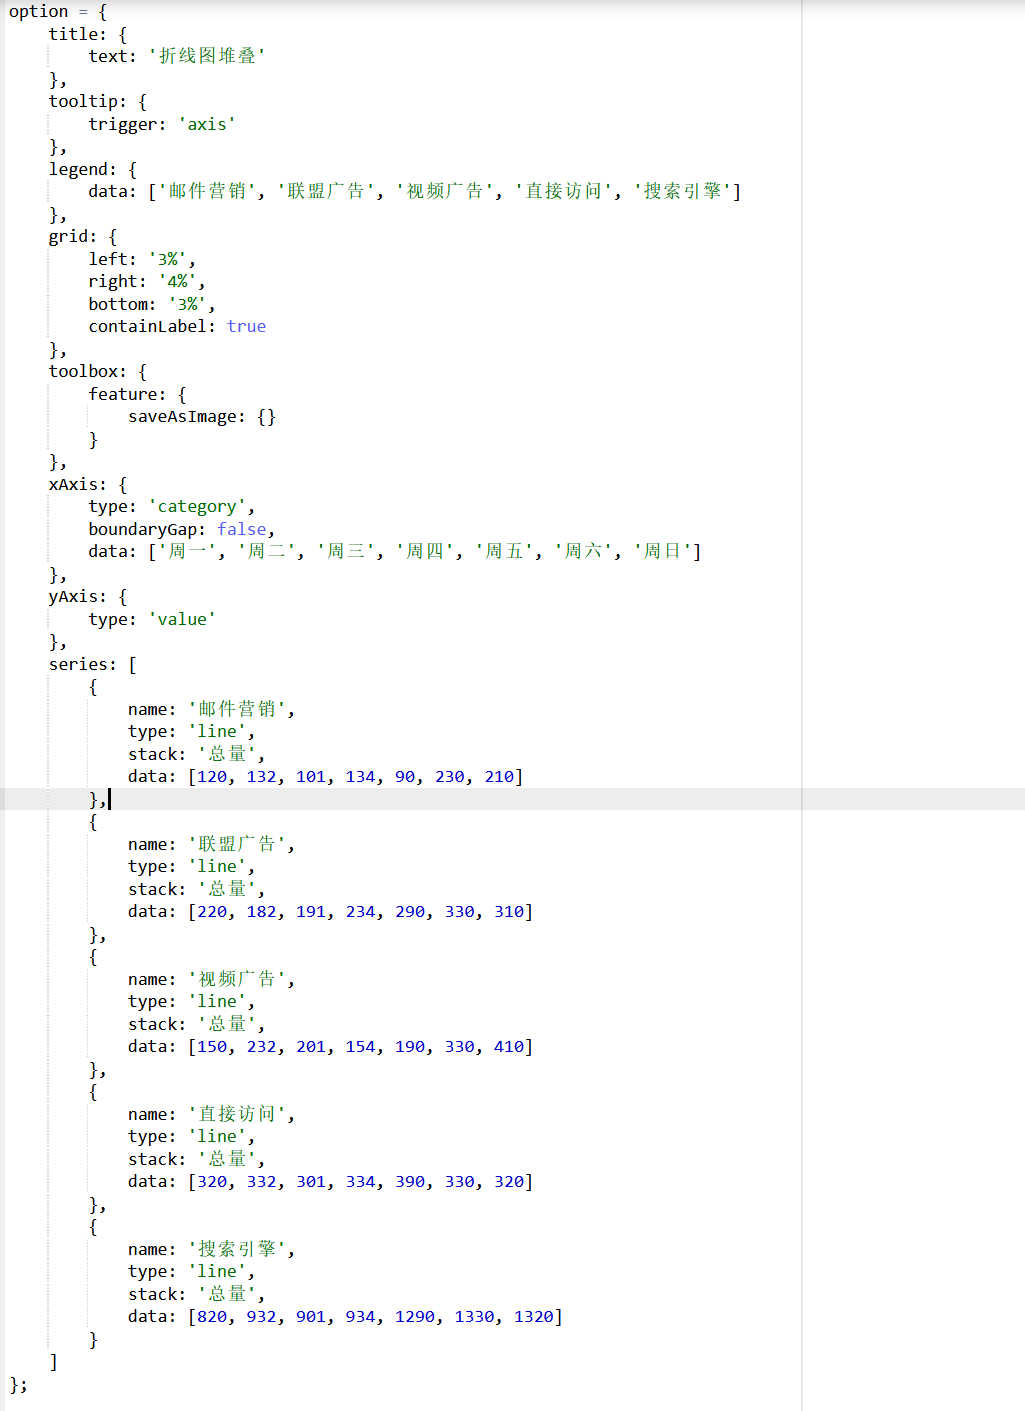 option = {
    title: {
        text: '折线图堆叠'
    },
    tooltip: {
        trigger: 'axis'
    },
    legend: {
        data: ['邮件营销', '联盟广告', '视频广告', '直接访问', '搜索引擎']
    },
    grid: {
        left: '3%',
        right: '4%',
        bottom: '3%',
        containLabel: true
    },
    toolbox: {
        feature: {
            saveAsImage: {}
        }
    },
    xAxis: {
        type: 'category',
        boundaryGap: false,
        data: ['周一', '周二', '周三', '周四', '周五', '周六', '周日']
    },
    yAxis: {
        type: 'value'
    },
    series: [
        {
            name: '邮件营销',
            type: 'line',
            stack: '总量',
            data: [120, 132, 101, 134, 90, 230, 210]
        },
        {
            name: '联盟广告',
            type: 'line',
            stack: '总量',
            data: [220, 182, 191, 234, 290, 330, 310]
        },
        {
            name: '视频广告',
            type: 'line',
            stack: '总量',
            data: [150, 232, 201, 154, 190, 330, 410]
        },
        {
            name: '直接访问',
            type: 'line',
            stack: '总量',
            data: [320, 332, 301, 334, 390, 330, 320]
        },
        {
            name: '搜索引擎',
            type: 'line',
            stack: '总量',
            data: [820, 932, 901, 934, 1290, 1330, 1320]
        }
    ]
};